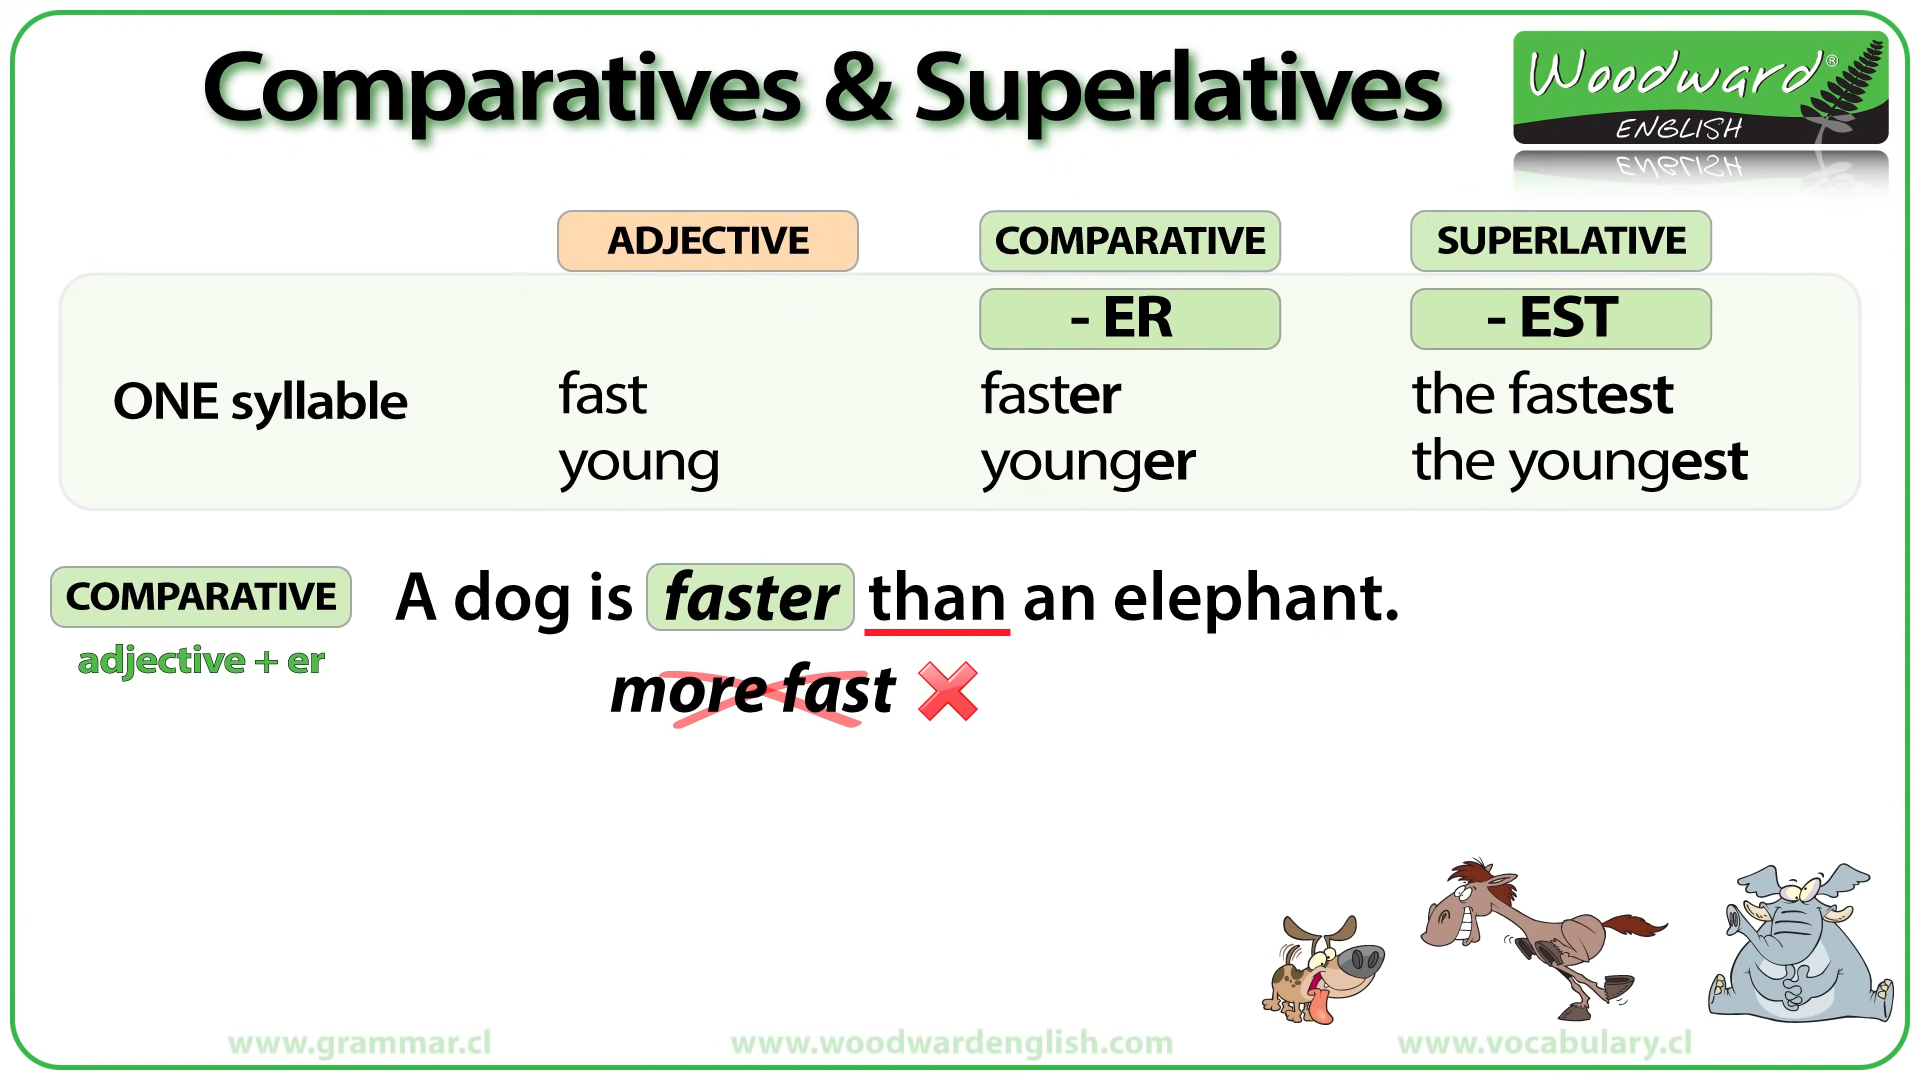 Comparatives & Superlatives
Woodward®
ENGLISH
ADJECTIVE COMPARATIVE SUPERLATIVE
- ER - EST
ONE syllable
fast faster the fastest
young younger the youngest
COMPARATIVE A dog is faster than an elephant.
adjective + er
more fast
www.grammar.cl www.woodwardenglish.com www.vocabulary.cl